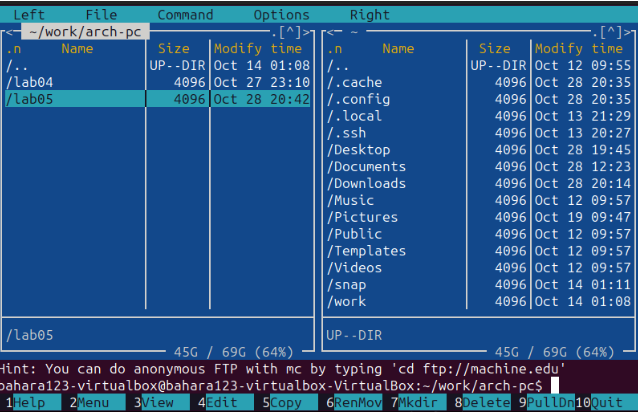 Left File Command Options Right
<- ~/work/arch-pc .[^]>
.n Name Size Modify time
/.. UP--DIR Oct 14 01:08
/lab04 4096 Oct 27 23:10
/lab05 4096 Oct 28 20:42
/lab05
45G / 69G (64%)
<- ~ .[^]>
.n Name Size Modify time
/.. UP--DIR Oct 12 09:55
/.cache 4096 Oct 28 20:35
/.config 4096 Oct 28 20:35
/.local 4096 Oct 13 21:29
/.ssh 4096 Oct 13 20:27
/Desktop 4096 Oct 28 19:45
/Documents 4096 Oct 28 12:23
/Downloads 4096 Oct 28 20:14
/Music 4096 Oct 12 09:57
/Pictures 4096 Oct 19 09:47
/Public 4096 Oct 12 09:57
/Templates 4096 Oct 12 09:57
/Videos 4096 Oct 12 09:57
/snap 4096 Oct 14 01:11
/work 4096 Oct 14 01:08
UP--DIR
45G / 69G (64%)
Hint: You can do anonymous FTP with mc by typing 'cd ftp://machine.edu'
bahara123-virtualbox@bahara123-virtualbox-VirtualBox:~/work/arch-pc$
1Help 2Menu 3View 4Edit 5Copy 6RenMov 7Mkdir 8Delete 9PullDn 10Quit